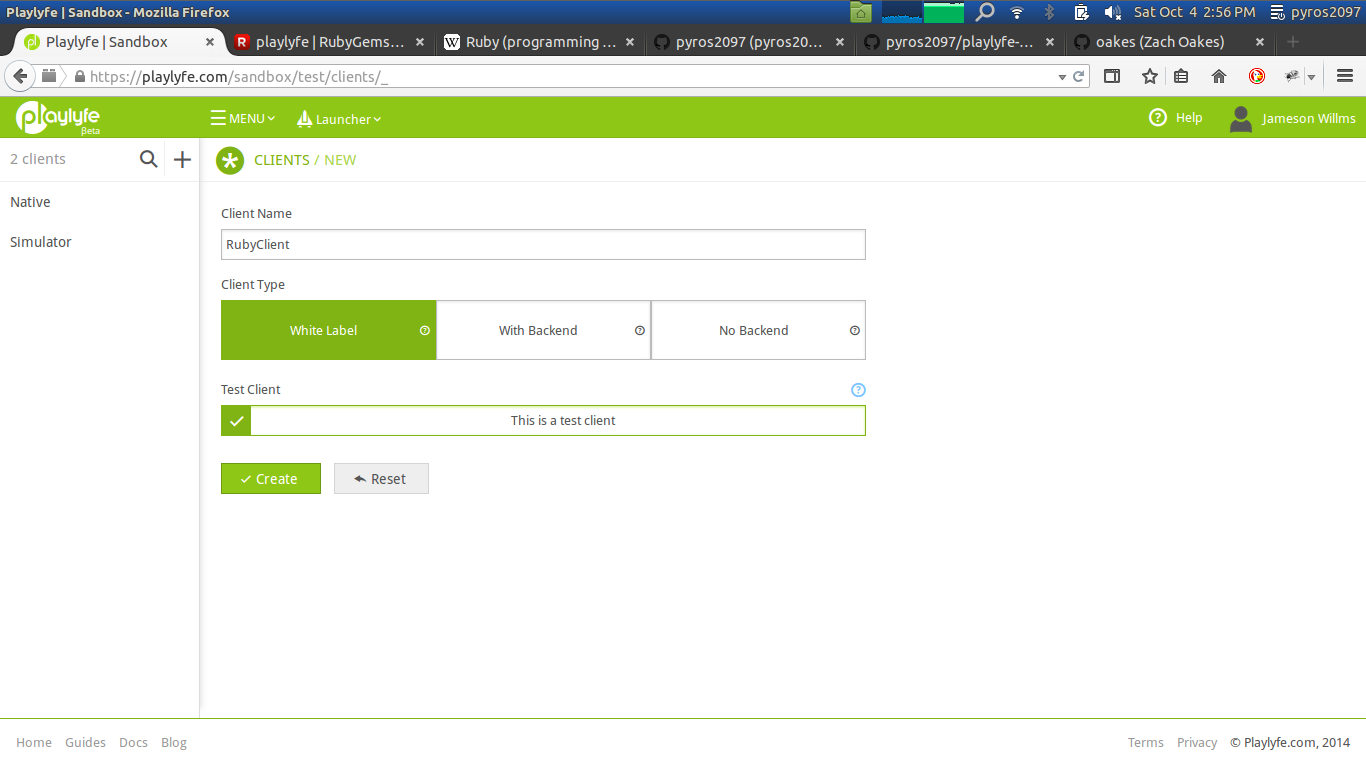 Playlyfe | Sandbox - Mozilla Firefox
Sat Oct 4 2:56 PM pyros2097
Playlyfe | Sandbox
playlyfe | RubyGems...
Ruby (programming ...
pyros2097 (pyros20...
pyros2097/playlyfe-...
oakes (Zach Oakes)
https://playlyfe.com/sandbox/test/clients/_
playlyfe
βeta
MENU
Launcher
Help
Jameson Willms
2 clients
CLIENTS / NEW
Native
Simulator
Client Name
RubyClient
Client Type
White Label
With Backend
No Backend
Test Client
This is a test client
Create
Reset
Home Guides Docs Blog
Terms Privacy © Playlyfe.com, 2014